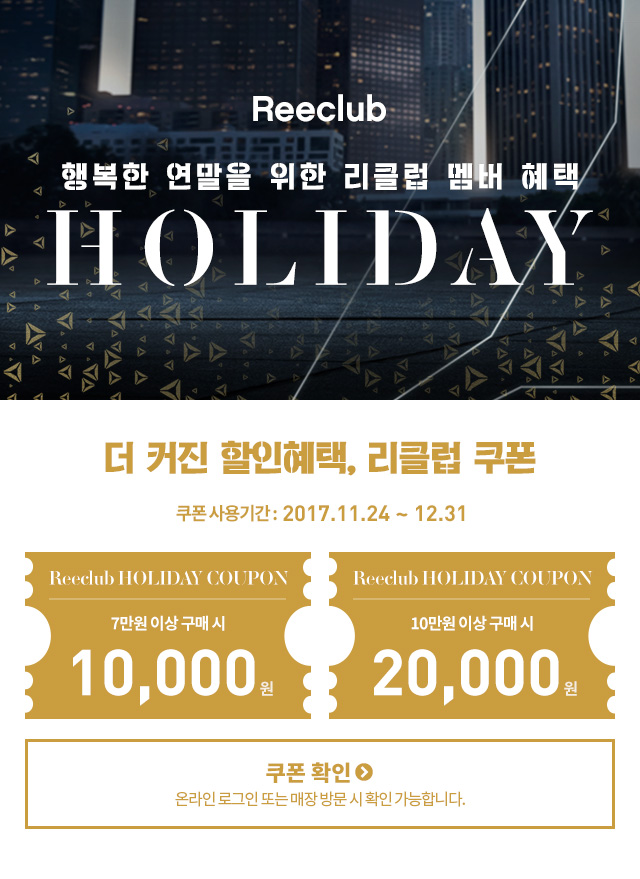 Reeclub
행복한 연말을 위한 리클럽 멤버 혜택
HOLIDAY
더 커진 할인혜택, 리클럽 쿠폰
쿠폰 사용기간 : 2017.11.24 ~ 12.31
Reeclub HOLIDAY COUPON
7만원 이상 구매 시
10,000원
Reeclub HOLIDAY COUPON
10만원 이상 구매 시
20,000원
쿠폰 확인
온라인 로그인 또는 매장 방문 시 확인 가능합니다.